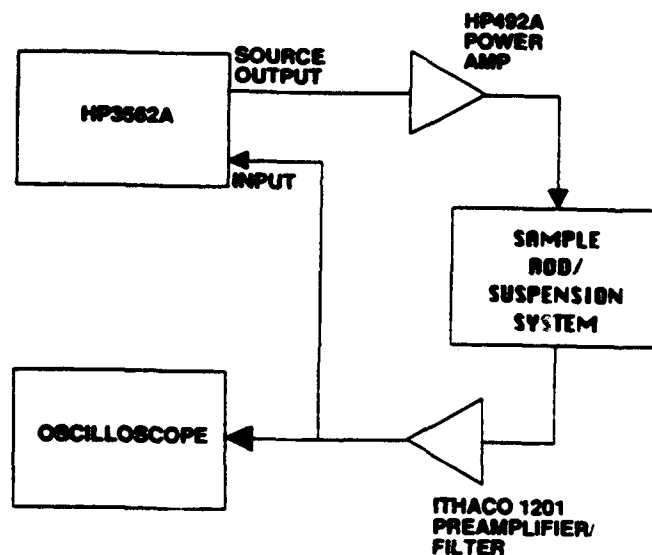 HP492A
POWER
AMP
SOURCE
OUTPUT
HP3562A
INPUT
SAMPLE
ROD/
SUSPENSION
SYSTEM
OSCILLOSCOPE
ITHACO 1201
PREAMPLIFIER/
FILTER